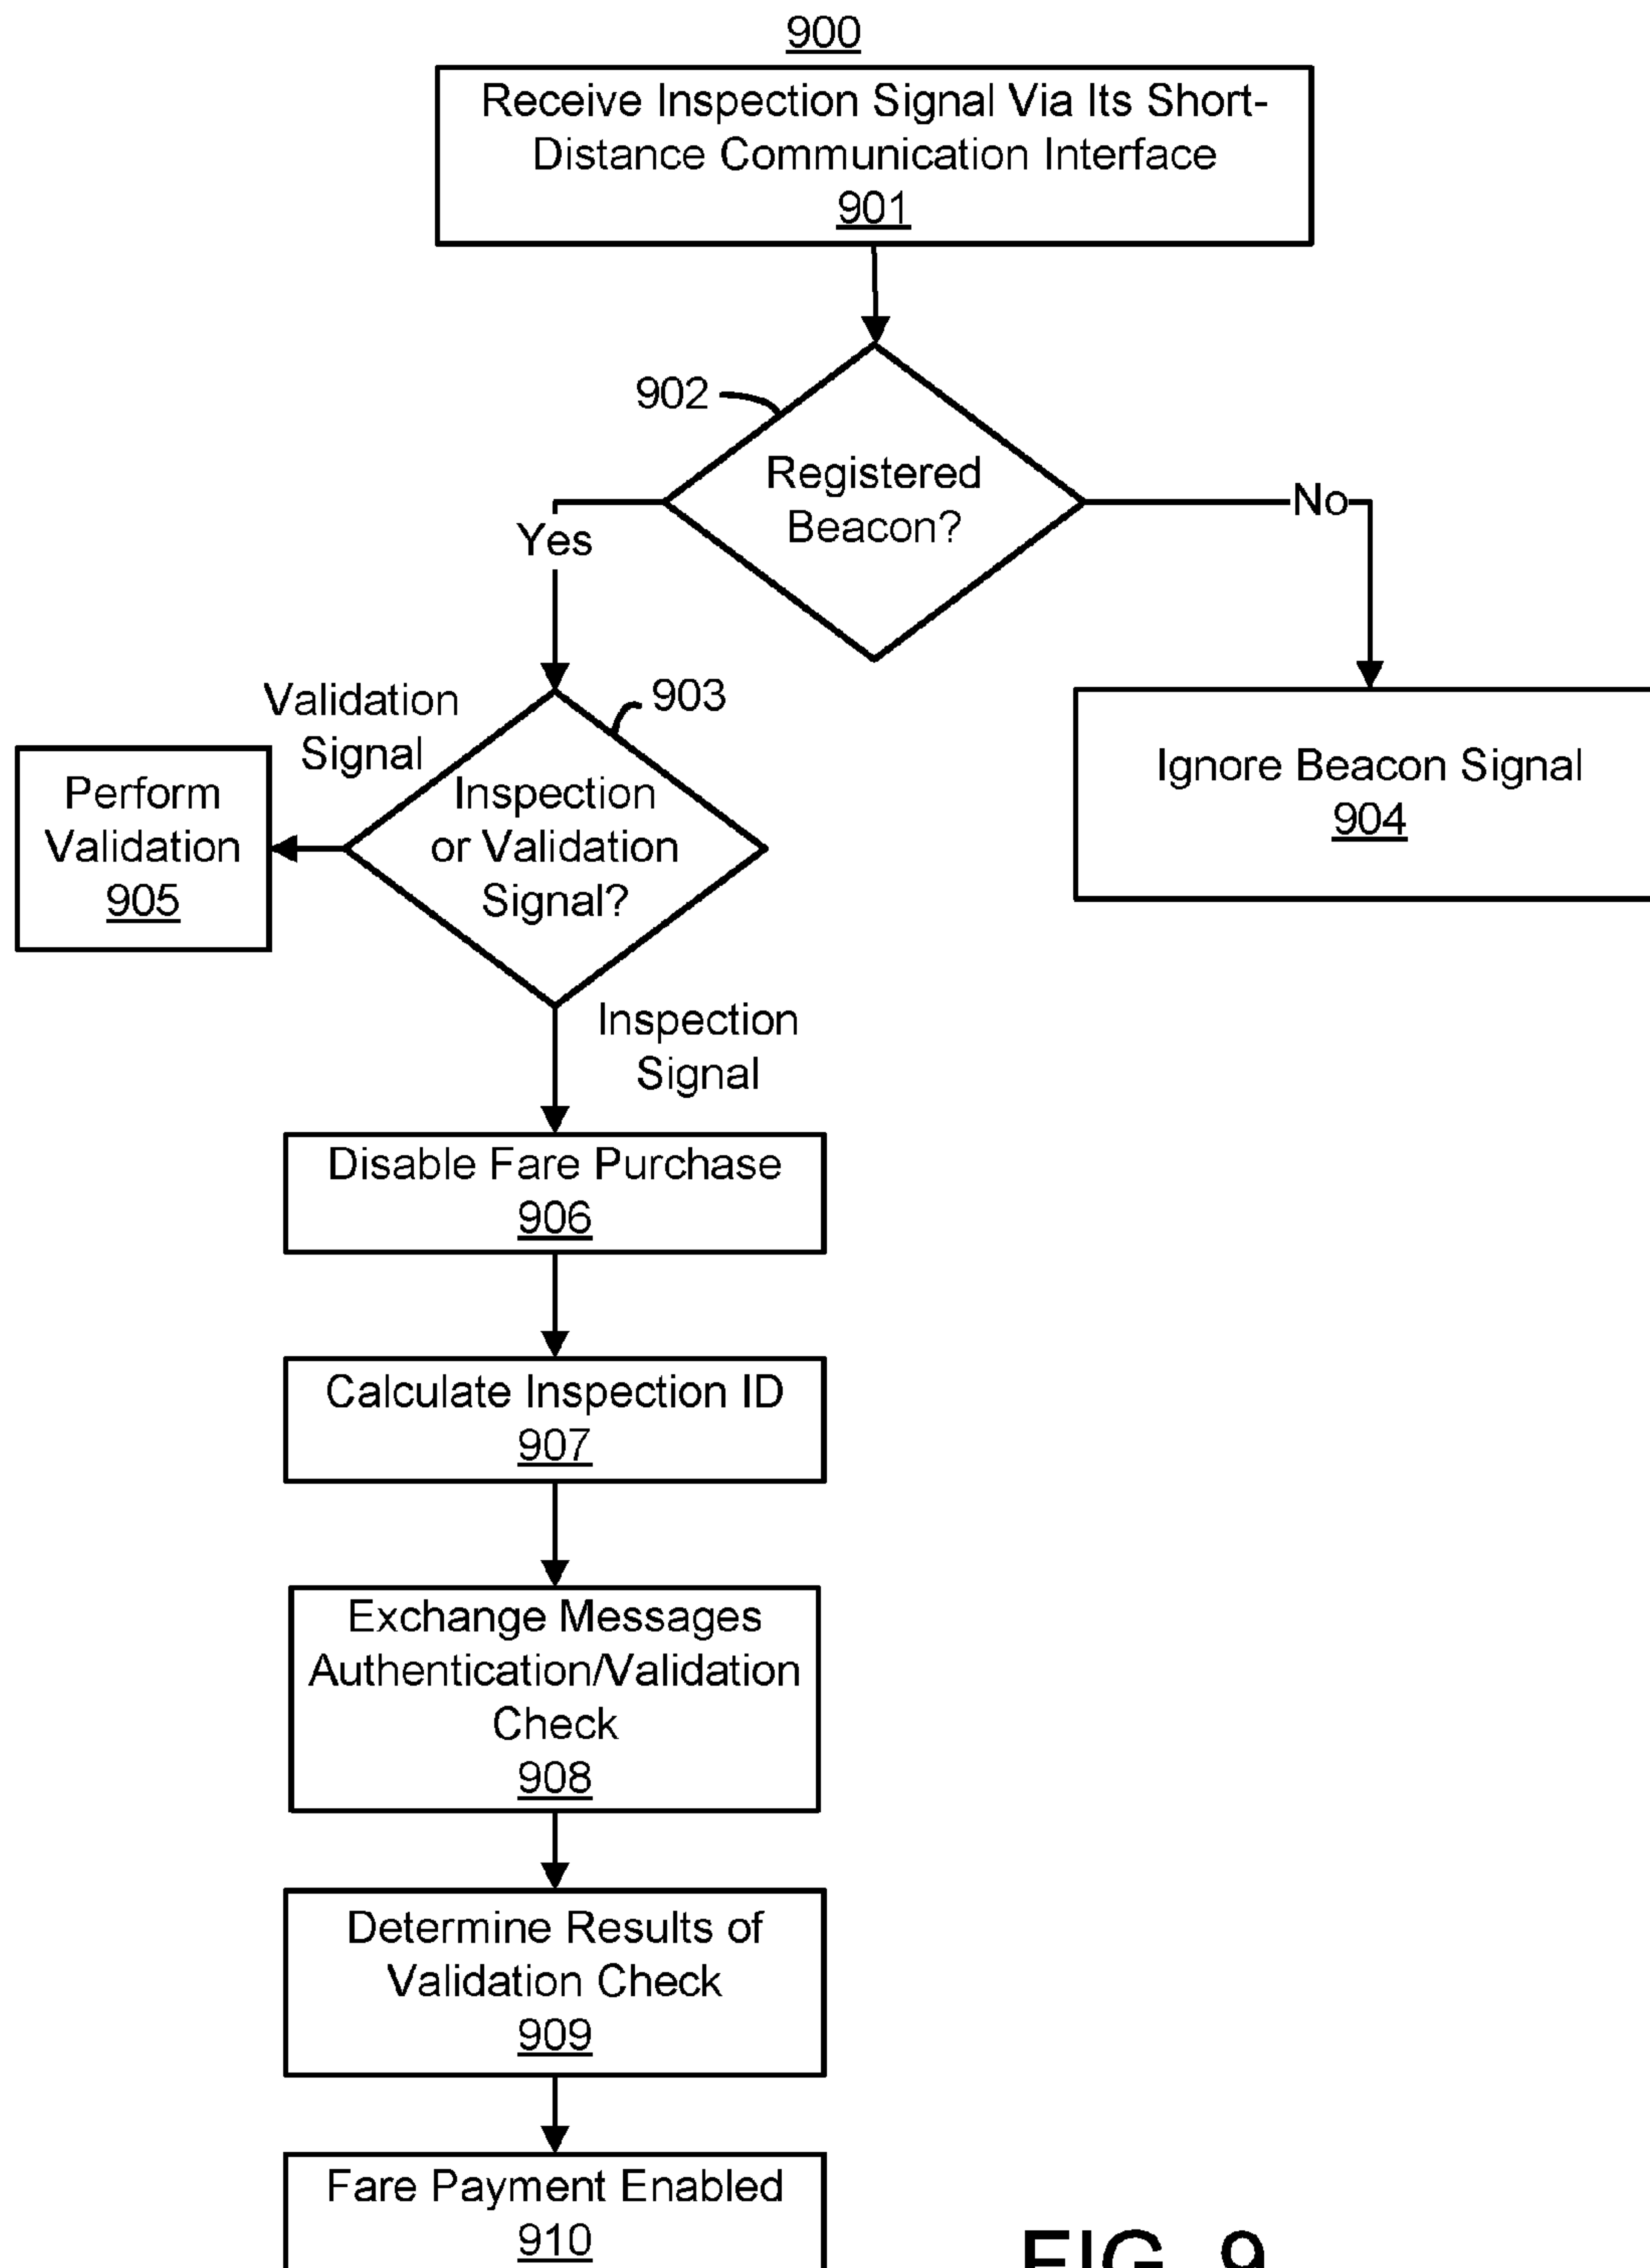 900
Receive Inspection Signal Via Its Short-
Distance Communication Interface
901
902
Registered
Beacon?
Yes
No
Validation
Signal
903
Perform
Validation
905
Inspection
or Validation
Signal?
Ignore Beacon Signal
904
Inspection
Signal
Disable Fare Purchase
906
Calculate Inspection ID
907
Exchange Messages
Authentication/Validation
Check
908
Determine Results of
Validation Check
909
Fare Payment Enabled
910
FIG. 9